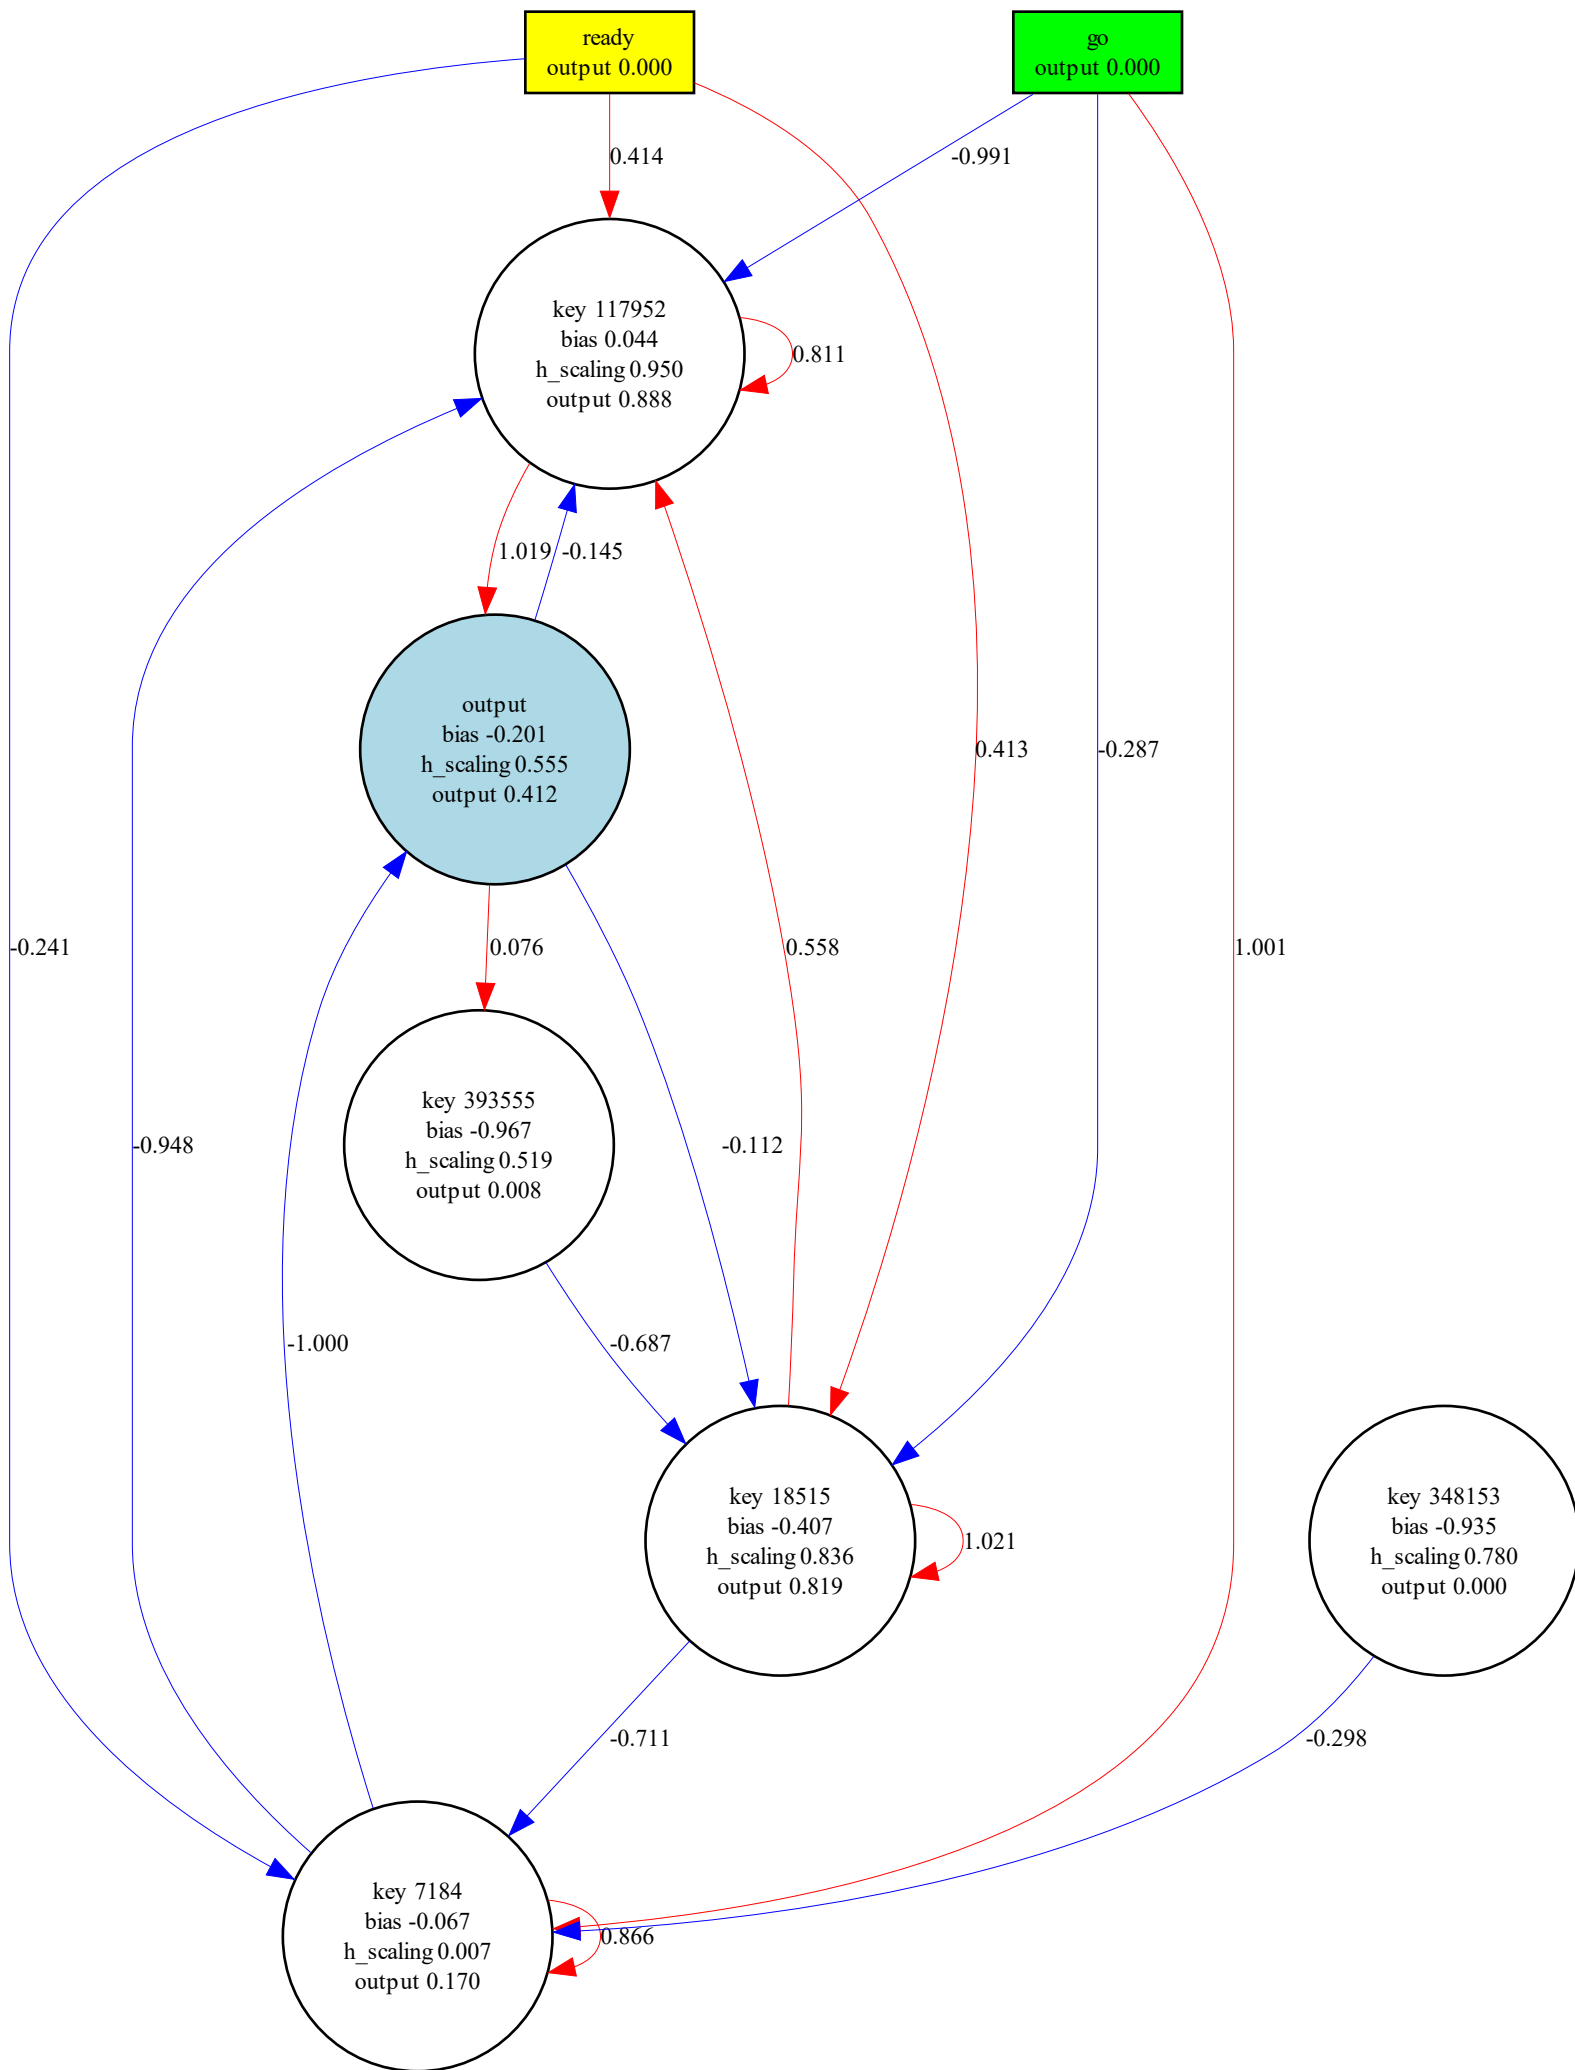 ready
output 0.000
go
output 0.000
0.414
-0.991
key 117952
bias 0.044
h_scaling 0.950
output 0.888
0.811
1.019
-0.145
output
bias -0.201
h_scaling 0.555
output 0.412
0.413
-0.287
-0.241
0.076
0.558
1.001
key 393555
bias -0.967
h_scaling 0.519
output 0.008
-0.948
-0.112
-1.000
-0.687
key 18515
bias -0.407
h_scaling 0.836
output 0.819
1.021
key 348153
bias -0.935
h_scaling 0.780
output 0.000
-0.711
-0.298
key 7184
bias -0.067
h_scaling 0.007
output 0.170
0.866